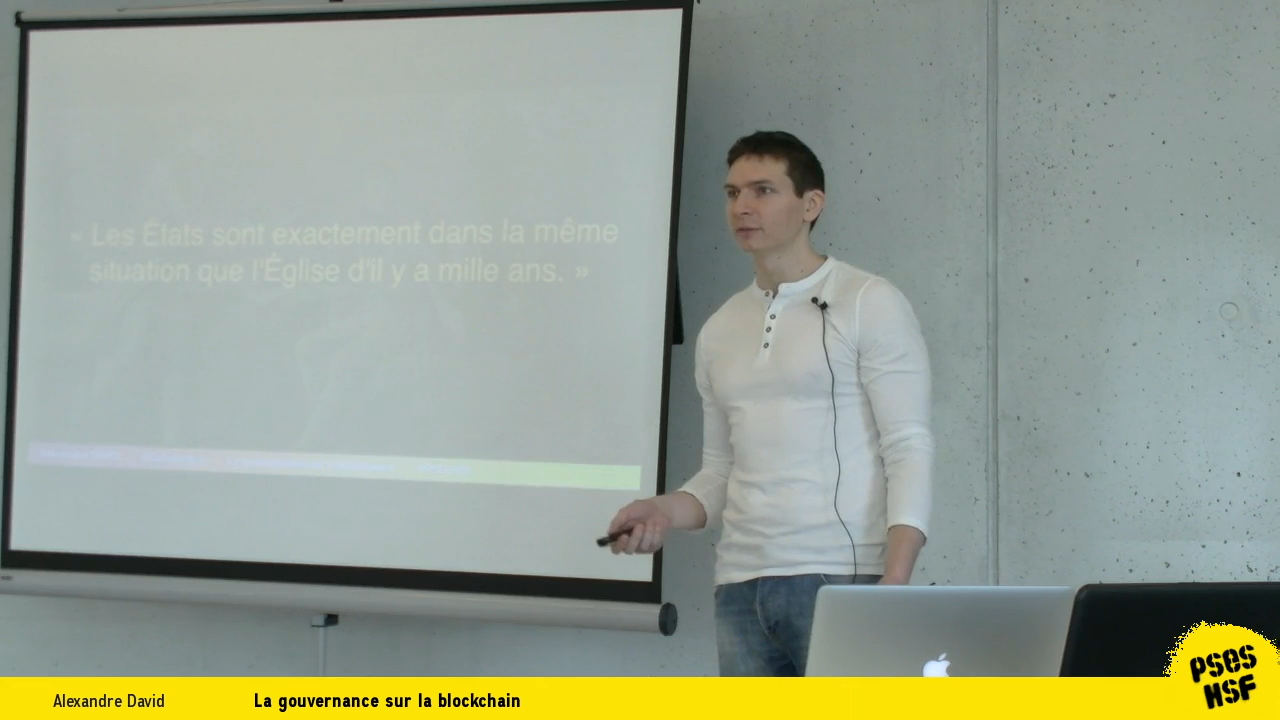 « Les États sont exactement dans la même
situation que l'Église d'il y a mille ans. »
Alexandre David
La gouvernance sur la blockchain
PSES
HSF